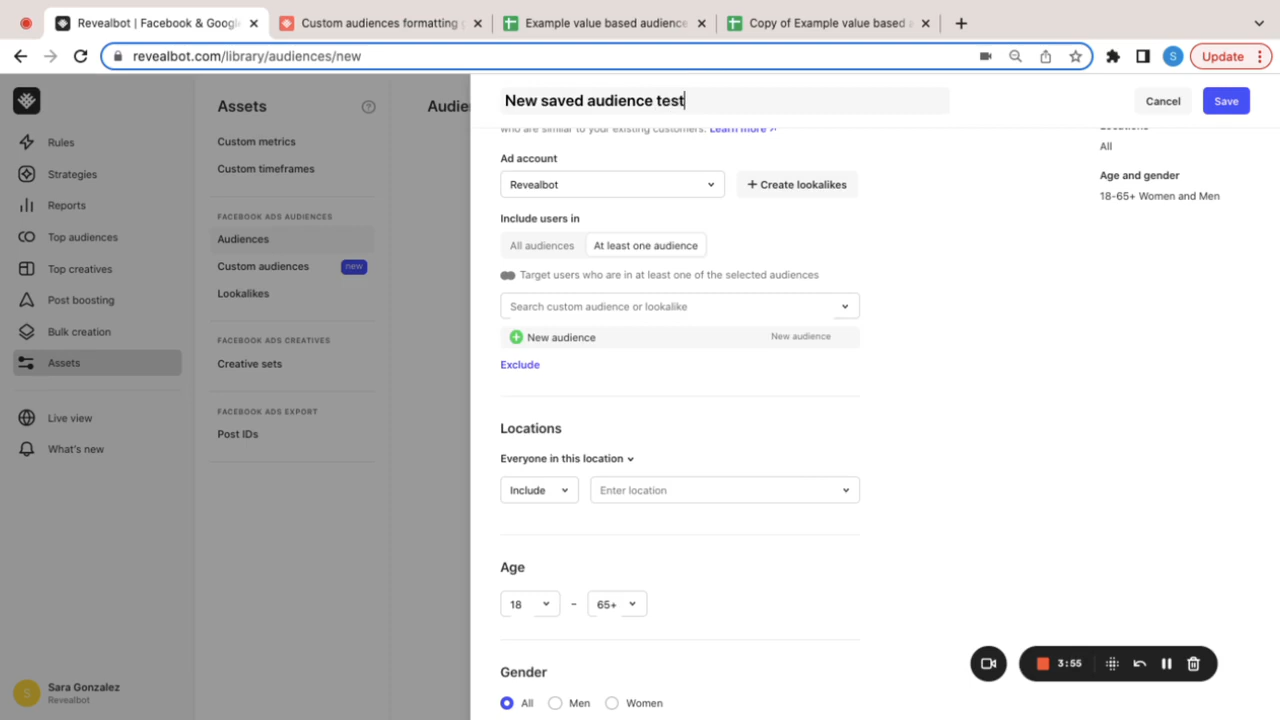 Revealbot | Facebook & Googl
Custom audiences formatting
Example value based audience
Copy of Example value based
revealbot.com/library/audiences/new
S
Update
Rules
Strategies
Reports
Top audiences
Top creatives
Post boosting
Bulk creation
Assets
Live view
What's new
S
Sara Gonzalez
Revealbot
Assets
?
Custom metrics
Custom timeframes
FACEBOOK ADS AUDIENCES
Audiences
Custom audiences new
Lookalikes
FACEBOOK ADS CREATIVES
Creative sets
FACEBOOK ADS EXPORT
Post IDs
Audie
New saved audience test
Cancel
Save
who are similar to your existing customers. Learn more
Ad account
Revealbot
+ Create lookalikes
Include users in
All audiences
At least one audience
Target users who are in at least one of the selected audiences
Search custom audience or lookalike
New audience
New audience
Exclude
Locations
Everyone in this location
Include
Enter location
Age
18 - 65+
Gender
All
Men
Women
Locations
All
Age and gender
18-65+ Women and Men
3:55